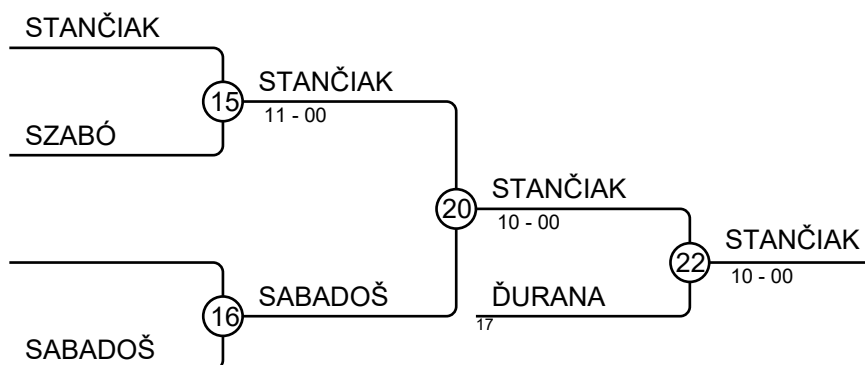 STANČIAK
STANČIAK
15
11 - 00
SZABÓ
STANČIAK
20
10 - 00
STANČIAK
22
10 - 00
SABADOŠ
ĎURANA
16
17
SABADOŠ